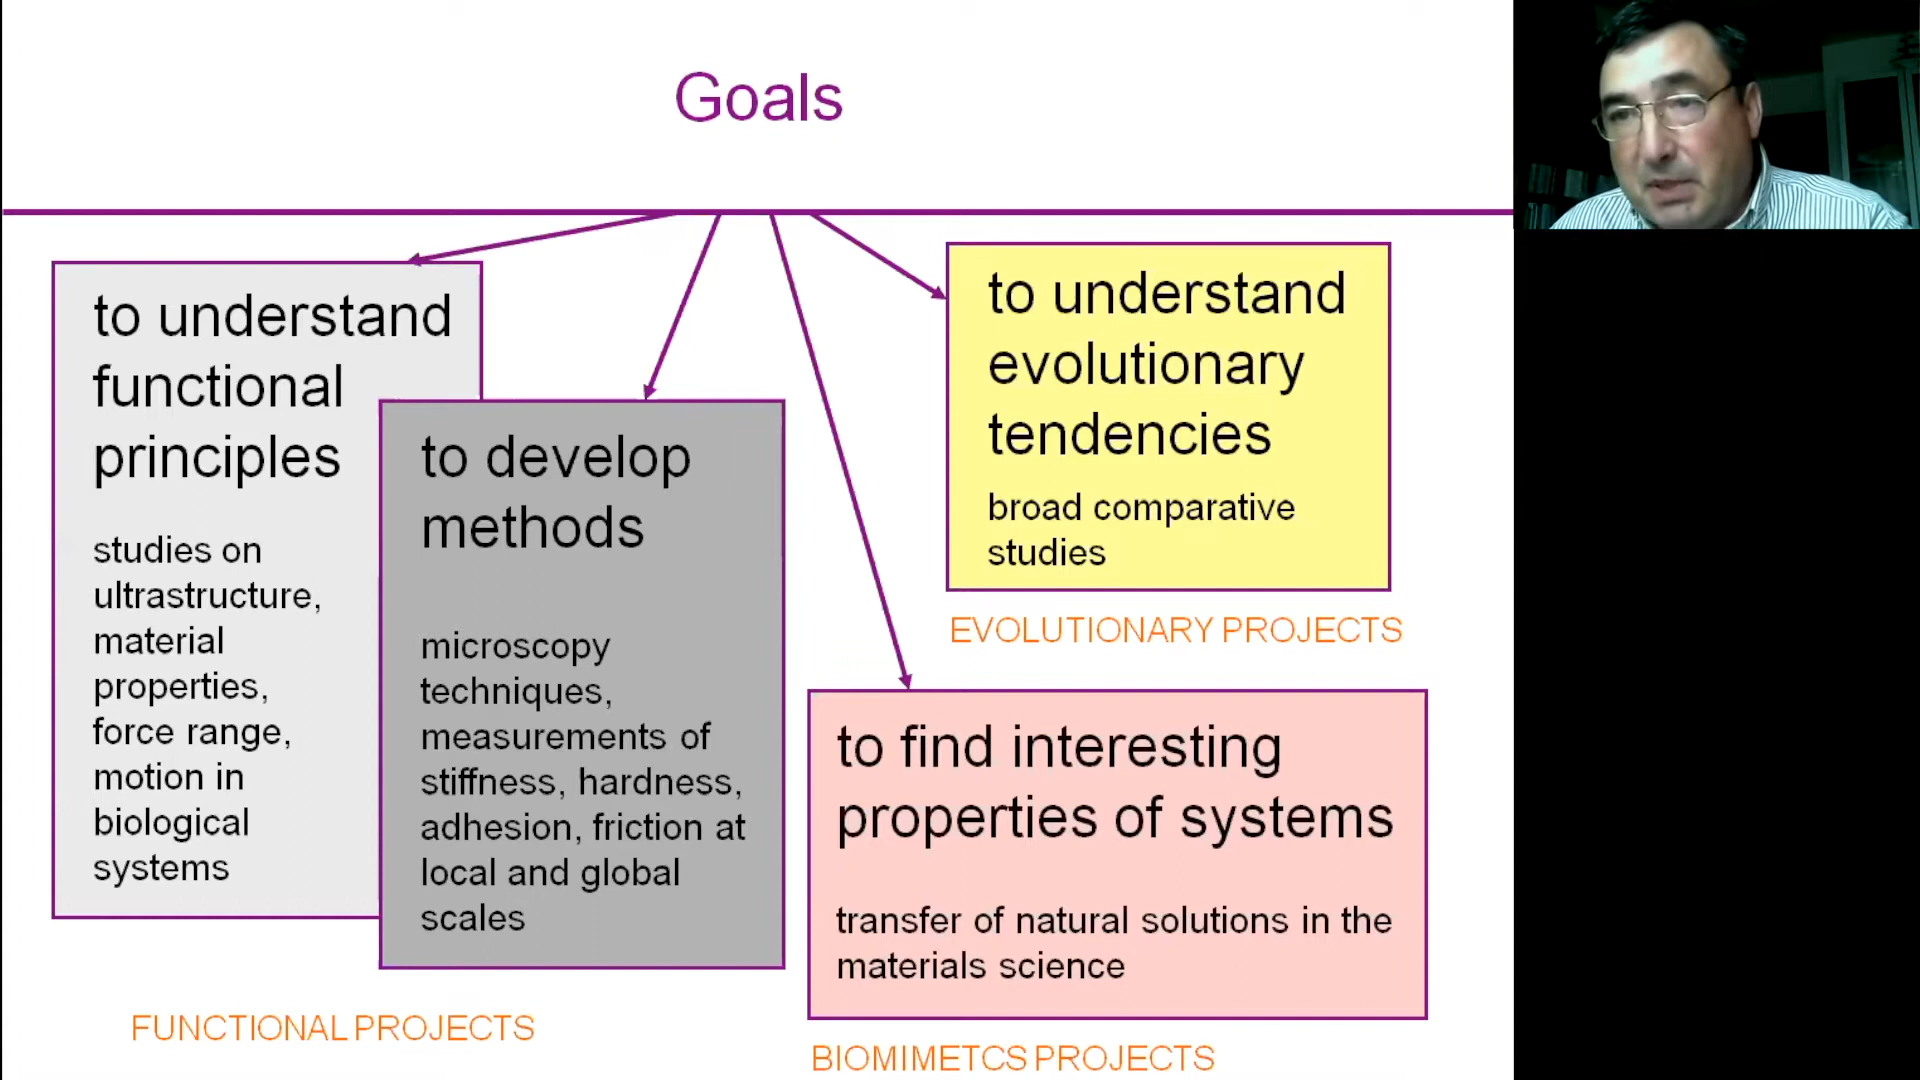 Goals
to understand
functional
principles
studies on
ultrastructure,
material
properties,
force range,
motion in
biological
systems
to develop
methods
microscopy
techniques,
measurements of
stiffness, hardness,
adhesion, friction at
local and global
scales
FUNCTIONAL PROJECTS
to understand
evolutionary
tendencies
broad comparative
studies
EVOLUTIONARY PROJECTS
to find interesting
properties of systems
transfer of natural solutions in the
materials science
BIOMIMETCS PROJECTS